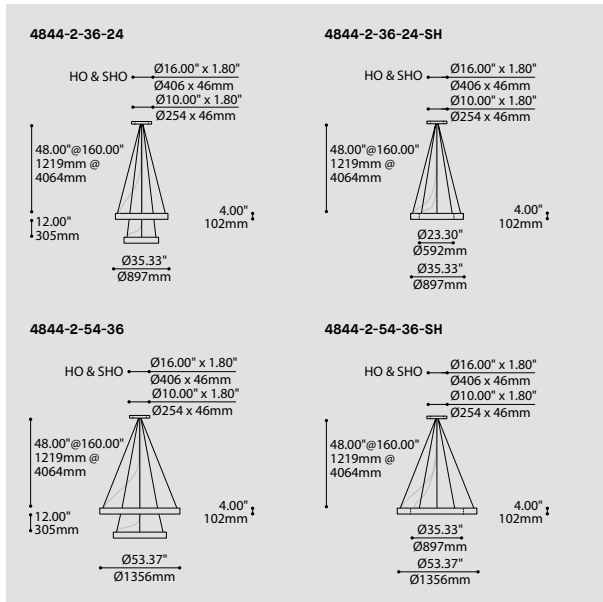 4844-2-36-24
HO & SHO
Ø16.00" x 1.80"
Ø406 x 46mm
Ø10.00" x 1.80"
Ø254 x 46mm
48.00"@160.00"
1219mm @
4064mm
12.00"
305mm
4.00"
102mm
Ø35.33"
Ø897mm
4844-2-36-24-SH
HO & SHO
Ø16.00" x 1.80"
Ø406 x 46mm
Ø10.00" x 1.80"
Ø254 x 46mm
48.00"@160.00"
1219mm @
4064mm
4.00"
102mm
Ø23.30"
Ø592mm
Ø35.33"
Ø897mm
4844-2-54-36
HO & SHO
Ø16.00" x 1.80"
Ø406 x 46mm
Ø10.00" x 1.80"
Ø254 x 46mm
48.00"@160.00"
1219mm @
4064mm
12.00"
305mm
4.00"
102mm
Ø53.37"
Ø1356mm
4844-2-54-36-SH
HO & SHO
Ø16.00" x 1.80"
Ø406 x 46mm
Ø10.00" x 1.80"
Ø254 x 46mm
48.00"@160.00"
1219mm @
4064mm
4.00"
102mm
Ø35.33"
Ø897mm
Ø53.37"
Ø1356mm